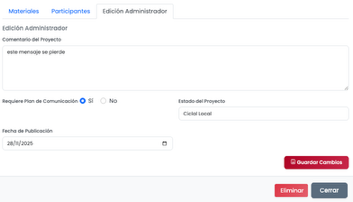 Materiales Participantes Edición Administrador
Edición Administrador
Comentario del Proyecto
este mensaje se pierde
Requiere Plan de Comunicación Sí No
Estado del Proyecto
Ciclal Local
Fecha de Publicación
28/11/2025
Guardar Cambios
Eliminar Cerrar